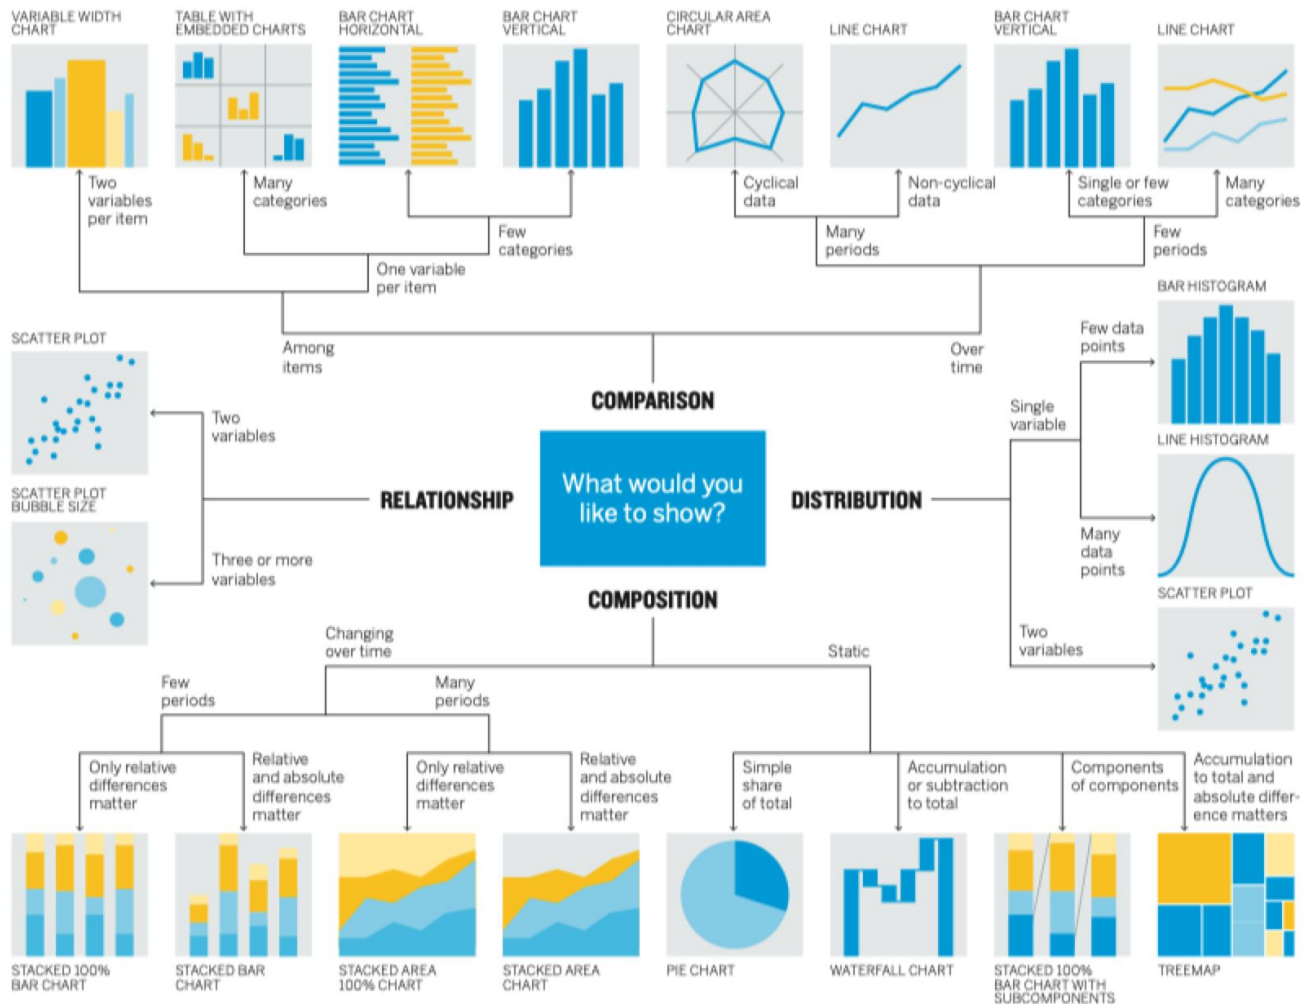 VARIABLE WIDTH
CHART
TABLE WITH
EMBEDDED CHARTS
BAR CHART
HORIZONTAL
BAR CHART
VERTICAL
CIRCULAR AREA
CHART
LINE CHART
BAR CHART
VERTICAL
LINE CHART
Two
variables
per item
Many
categories
Few
categories
One variable
per item
Among
items
Cyclical
data
Non-cyclical
data
Many
periods
Single or few
categories
Many
categories
Few
periods
Over
time
COMPARISON
What would you
like to show?
SCATTER PLOT
Two
variables
SCATTER PLOT
BUBBLE SIZE
Three or more
variables
RELATIONSHIP
DISTRIBUTION
Single
variable
Few data
points
BAR HISTOGRAM
LINE HISTOGRAM
Many
data
points
Two
variables
SCATTER PLOT
COMPOSITION
Changing
over time
Static
Few
periods
Many
periods
Only relative
differences
matter
Relative
and absolute
differences
matter
Only relative
differences
matter
Relative
and absolute
differences
matter
Simple
share
of total
Accumulation
or subtraction
to total
Components
of components
Accumulation
to total and
absolute differ-
ence matters
STACKED 100%
BAR CHART
STACKED BAR
CHART
STACKED AREA
100% CHART
STACKED AREA
CHART
PIE CHART
WATERFALL CHART
STACKED 100%
BAR CHART WITH
SUBCOMPONENTS
TREEMAP